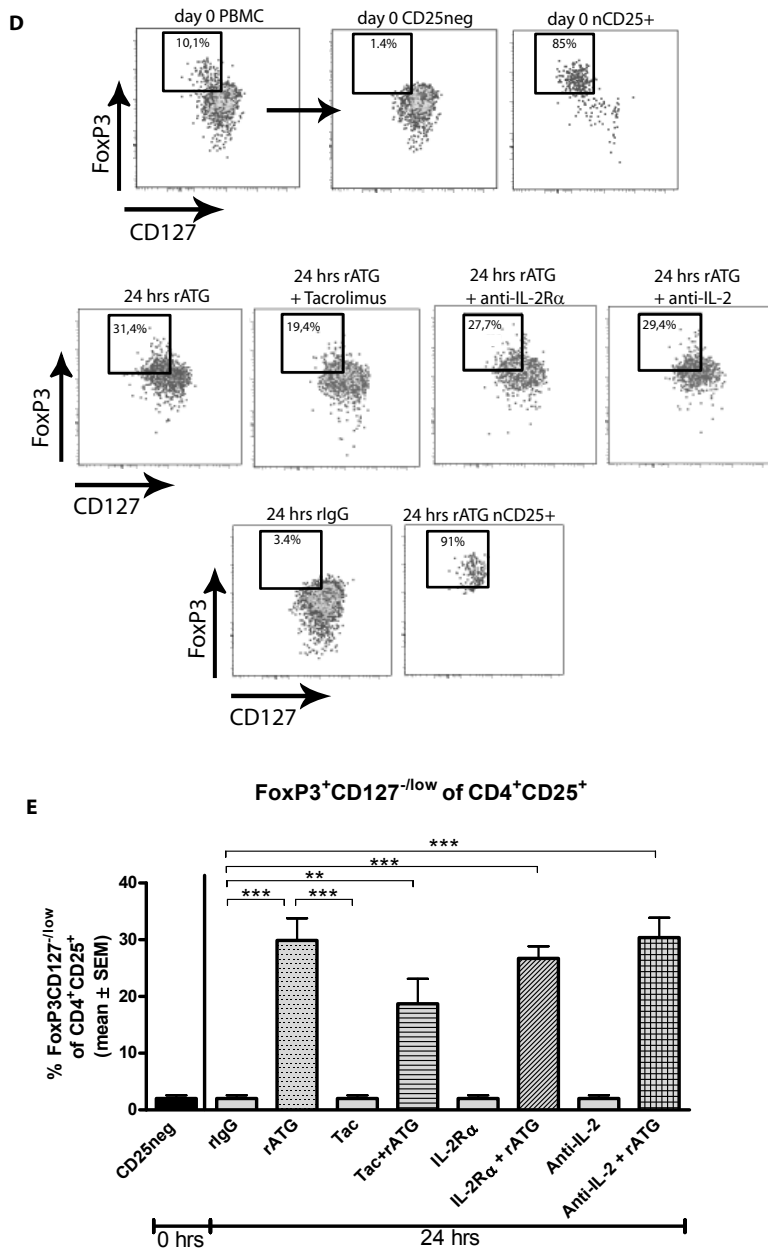 D
day 0 PBMC
day 0 CD25neg
day 0 nCD25+
10,1%
1.4%
85%
FoxP3
CD127
24 hrs rATG
24 hrs rATG
+ Tacrolimus
24 hrs rATG
+ anti-IL-2Rα
24 hrs rATG
+ anti-IL-2
31,4%
19,4%
27,7%
29,4%
FoxP3
CD127
24 hrs rIgG
24 hrs rATG nCD25+
3.4%
91%
FoxP3
CD127
E
FoxP3+CD127-/low of CD4+CD25+
***
***
**
***
***
% FoxP3CD127-/low
of CD4+CD25+
(mean ± SEM)
40
30
20
10
0
CD25neg
rIgG
rATG
Tac
Tac+rATG
IL-2Rα
IL-2Rα + rATG
Anti-IL-2
Anti-IL-2 + rATG
0 hrs
24 hrs